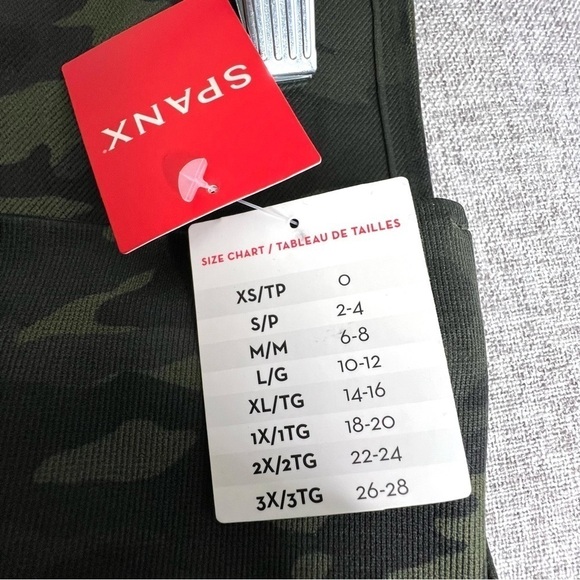 SPANX
SIZE CHART / TABLEAU DE TAILLES
XS/TP 0
S/P 2-4
M/M 6-8
L/G 10-12
XL/TG 14-16
1X/1TG 18-20
2X/2TG 22-24
3X/3TG 26-28